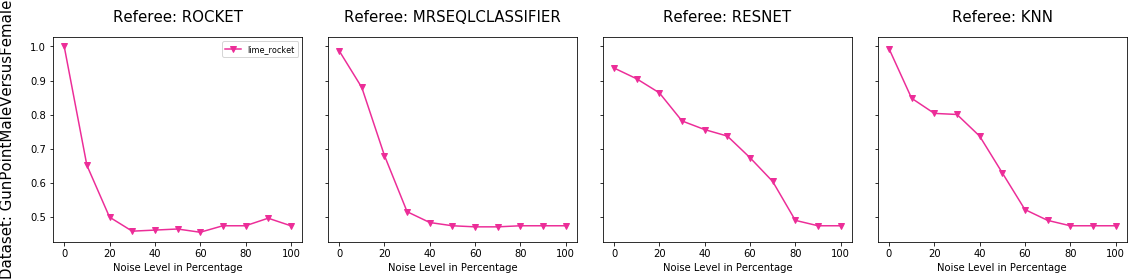 Dataset: GunPointMaleVersusFemale
Referee: ROCKET
1.0
0.9
0.8
0.7
0.6
0.5
lime_rocket
0 20 40 60 80 100
Noise Level in Percentage
Referee: MRSEQLCLASSIFIER
0 20 40 60 80 100
Noise Level in Percentage
Referee: RESNET
0 20 40 60 80 100
Noise Level in Percentage
Referee: KNN
0 20 40 60 80 100
Noise Level in Percentage